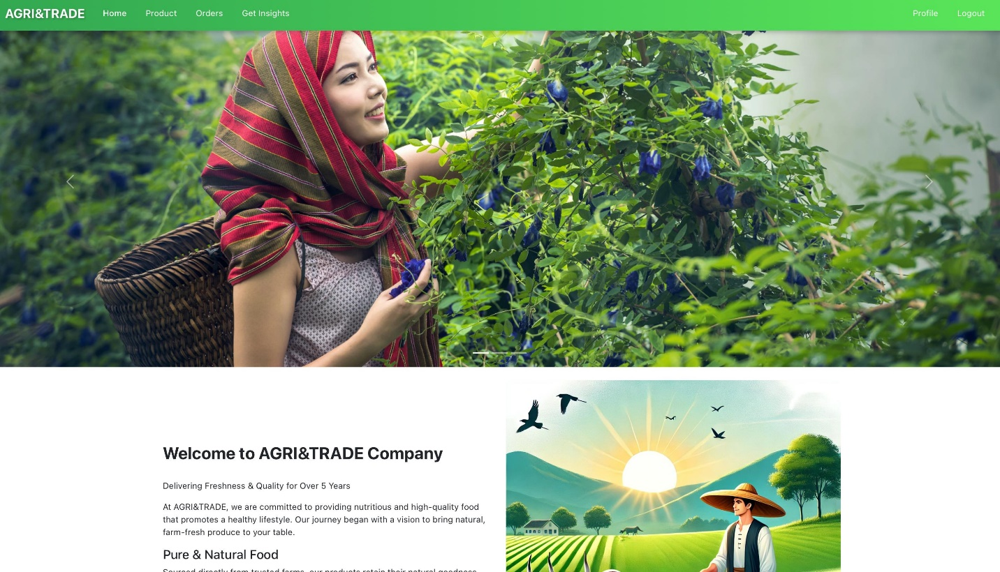 AGRI&TRADE Home Product Orders Get Insights Profile Logout
Welcome to AGRI&TRADE Company
Delivering Freshness & Quality for Over 5 Years
At AGRI&TRADE, we are committed to providing nutritious and high-quality food
that promotes a healthy lifestyle. Our journey began with a vision to bring natural,
farm-fresh produce to your table.
Pure & Natural Food
Sourced directly from trusted farms, our products retain their natural goodness